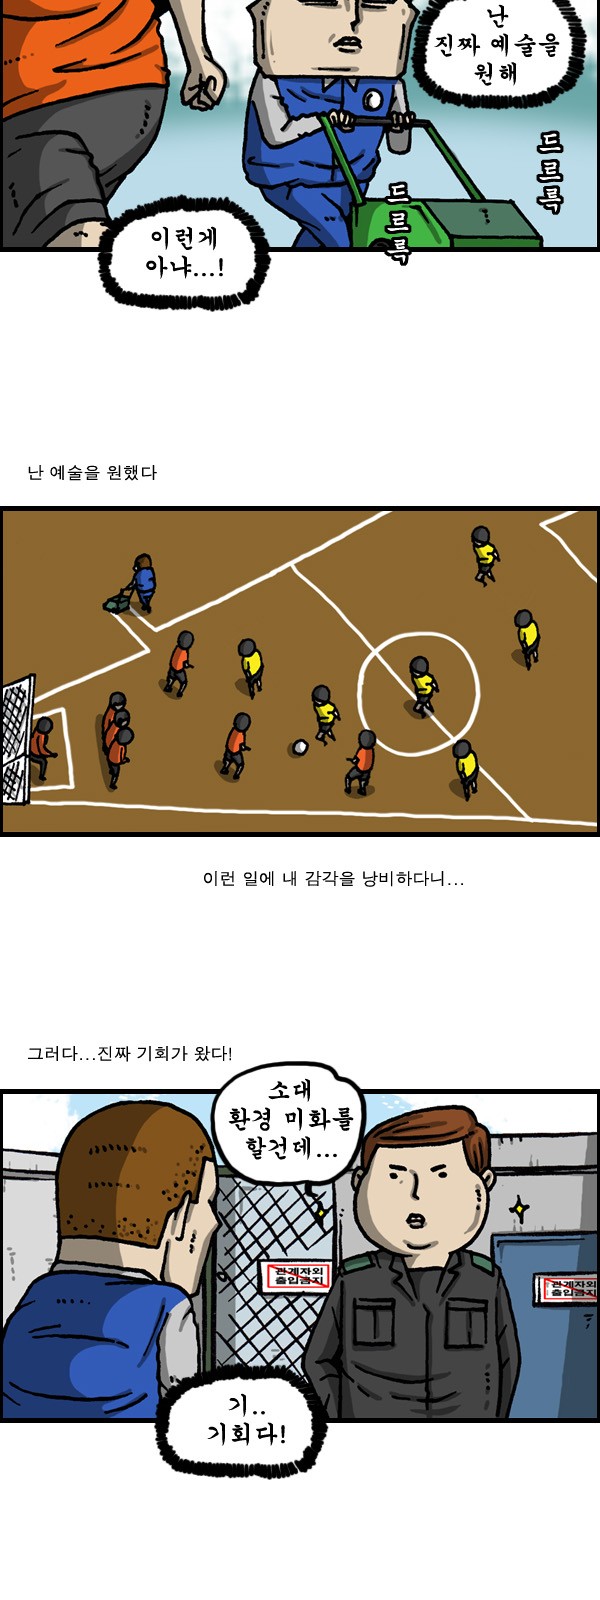 난
진짜 예술을
원해
드르륵
드르륵
이런게
아냐...!
난 예술을 원했다
이런 일에 내 감각을 낭비하다니...
그러다...진짜 기회가 왔다!
소대
환경 미화를
할건데...
관계자외
출입금지
관계자외
출입금지
기..
기회다!